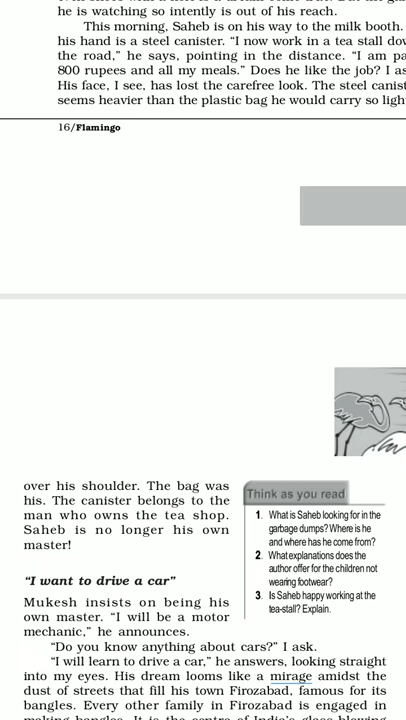 he is watching so intently is out of his reach.
This morning, Saheb is on his way to the milk booth.
his hand is a steel canister. “I now work in a tea stall
the road,” he says, pointing in the distance. “I am
800 rupees and all my meals.” Does he like the job? I
His face, I see, has lost the carefree look. The steel
seems heavier than the plastic bag he would carry so
16/Flamingo
over his shoulder. The bag was
his. The canister belongs to the
man who owns the tea shop.
Saheb is no longer his own
master!
“I want to drive a car”
Mukesh insists on being his
own master. “I will be a motor
mechanic,” he announces.
Think as you read
1. What is Saheb looking for in the
garbage dumps? Where is he
and where has he come from?
2. What explanations does the
author offer for the children not
wearing footwear?
3. Is Saheb happy working at the
tea-stall? Explain.
“Do you know anything about cars?” I ask.
“I will learn to drive a car,” he answers, looking straight
into my eyes. His dream looms like a mirage amidst the
dust of streets that fill his town Firozabad, famous for its
bangles. Every other family in Firozabad is engaged in
making bangles. It is the centre of India’s glass-blowing